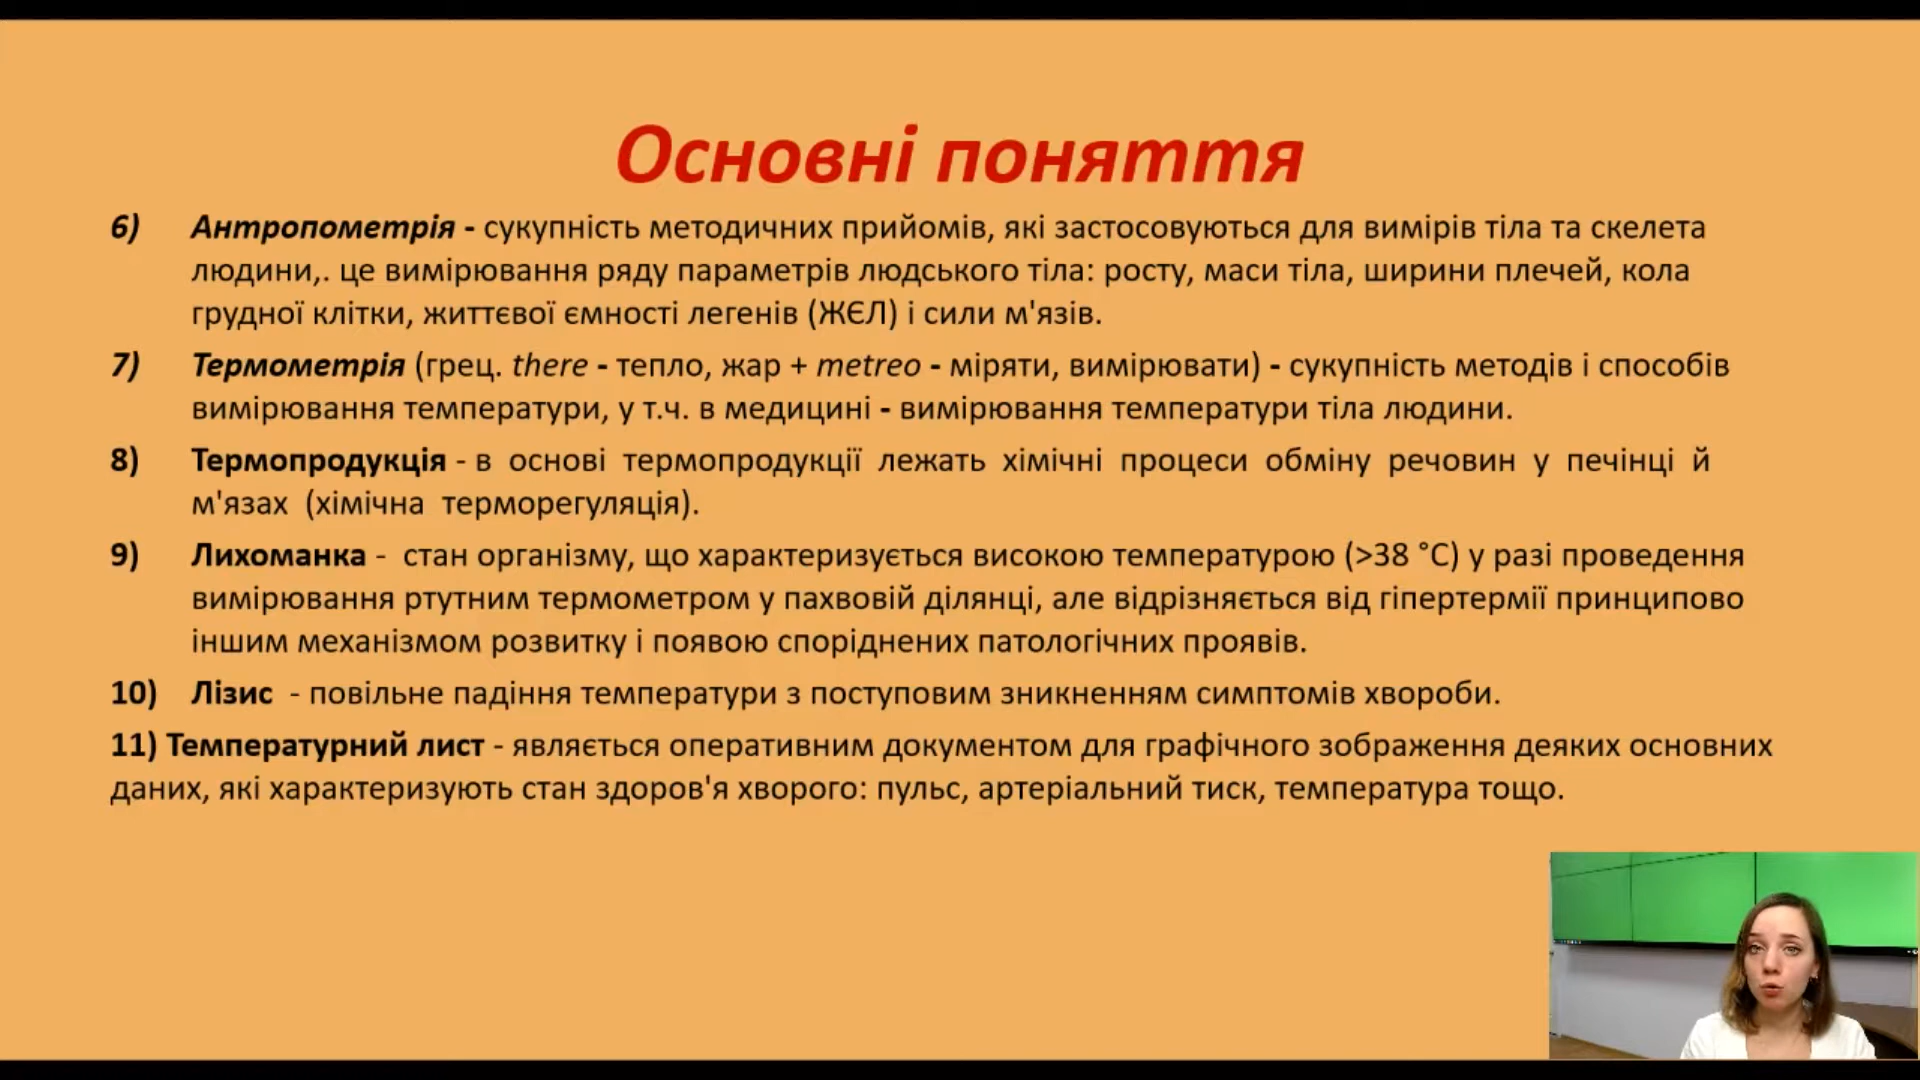 Основні поняття
6) Антропометрія - сукупність методичних прийомів, які застосовуються для вимірів тіла та скелета
людини,. це вимірювання ряду параметрів людського тіла: росту, маси тіла, ширини плечей, кола
грудної клітки, життєвої ємності легенів (ЖЄЛ) і сили м'язів.
7) Термометрія (грец. there - тепло, жар + metreo - міряти, вимірювати) - сукупність методів і способів
вимірювання температури, у т.ч. в медицині - вимірювання температури тіла людини.
8) Термопродукція - в основі термопродукції лежать хімічні процеси обміну речовин у печінці й
м'язах (хімічна терморегуляція).
9) Лихоманка - стан організму, що характеризується високою температурою (>38 °С) у разі проведення
вимірювання ртутним термометром у пахвовій ділянці, але відрізняється від гіпертермії принципово
іншим механізмом розвитку і появою споріднених патологічних проявів.
10) Лізис - повільне падіння температури з поступовим зникненням симптомів хвороби.
11) Температурний лист - являється оперативним документом для графічного зображення деяких основних
даних, які характеризують стан здоров'я хворого: пульс, артеріальний тиск, температура тощо.